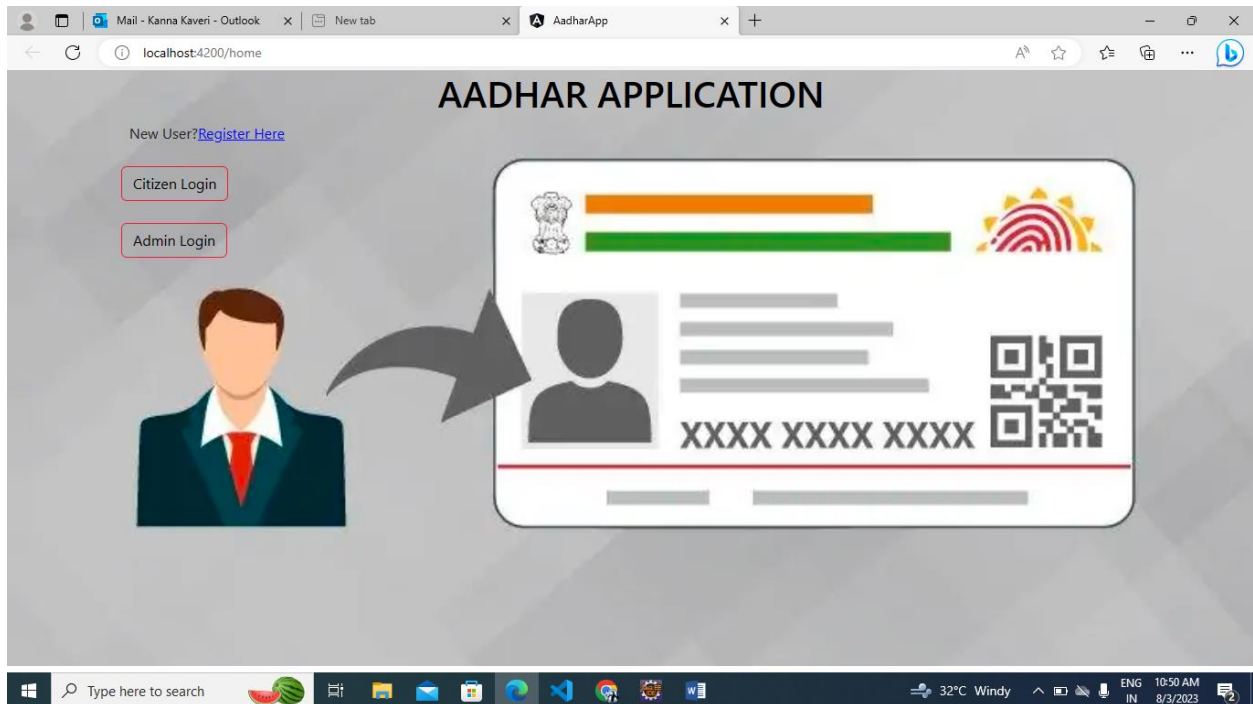 Mail - Kanna Kaveri - Outlook
New tab
AadharApp
localhost:4200/home
AADHAR APPLICATION
New User?Register Here
Citizen Login
Admin Login
XXXX XXXX XXXX
Type here to search
32°C Windy
ENG
IN
10:50 AM
8/3/2023
2